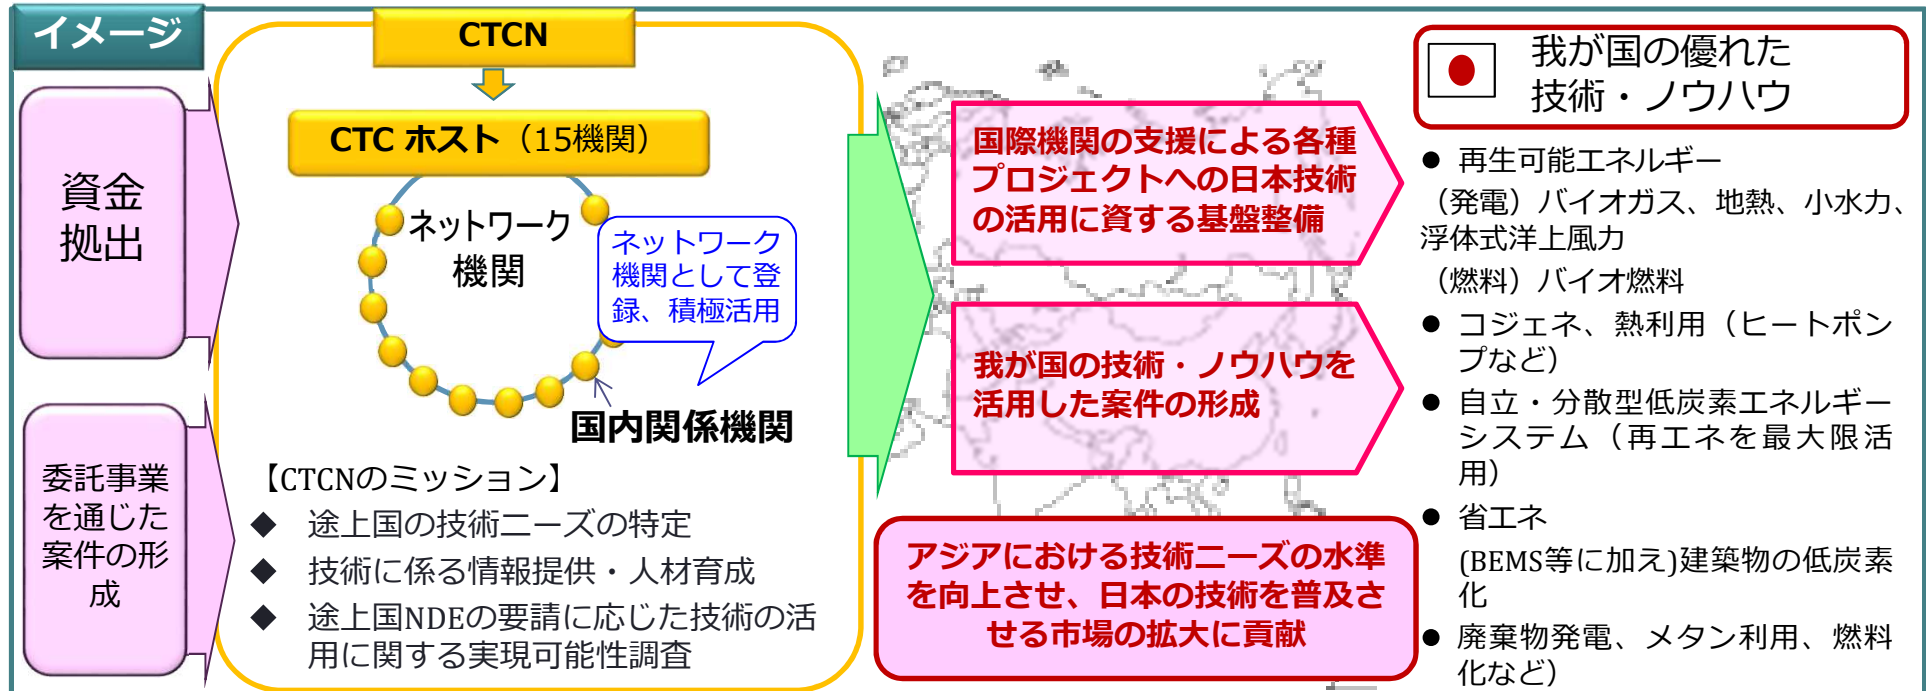 イメージ
資金
拠出
委託事業
を通じた
案件の形
成
CTCN
CTC ホスト（15機関）
ネットワーク
機関
ネットワーク
機関として登
録、積極活用
国内関係機関
【CTCNのミッション】
◆ 途上国の技術ニーズの特定
◆ 技術に係る情報提供・人材育成
◆ 途上国NDEの要請に応じた技術の活
用に関する実現可能性調査
国際機関の支援による各種
プロジェクトへの日本技術
の活用に資する基盤整備
我が国の技術・ノウハウを
活用した案件の形成
アジアにおける技術ニーズの水準
を向上させ、日本の技術を普及さ
せる市場の拡大に貢献
我が国の優れた
技術・ノウハウ
● 再生可能エネルギー
（発電）バイオガス、地熱、小水力、
浮体式洋上風力
（燃料）バイオ燃料
● コジェネ、熱利用（ヒートポン
プなど）
● 自立・分散型低炭素エネルギー
システム（再エネを最大限活
用）
● 省エネ
(BEMS等に加え)建築物の低炭素
化
● 廃棄物発電、メタン利用、燃料
化など）